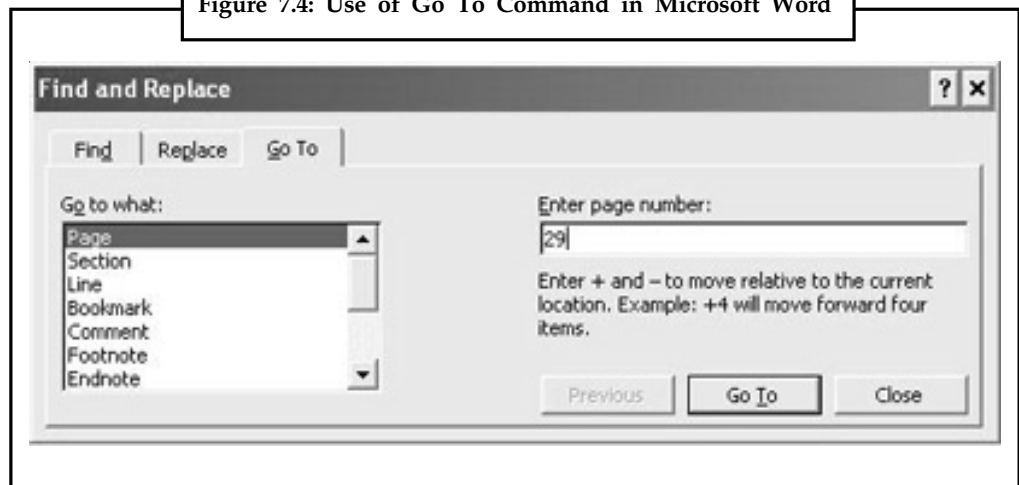 Figure 7.4: Use of Go To Command in Microsoft Word
Find and Replace
Find
Replace
Go To
Go to what:
Page
Section
Line
Bookmark
Comment
Footnote
Endnote
Enter page number:
29
Enter + and – to move relative to the current
location. Example: +4 will move forward four
items.
Previous
Go To
Close